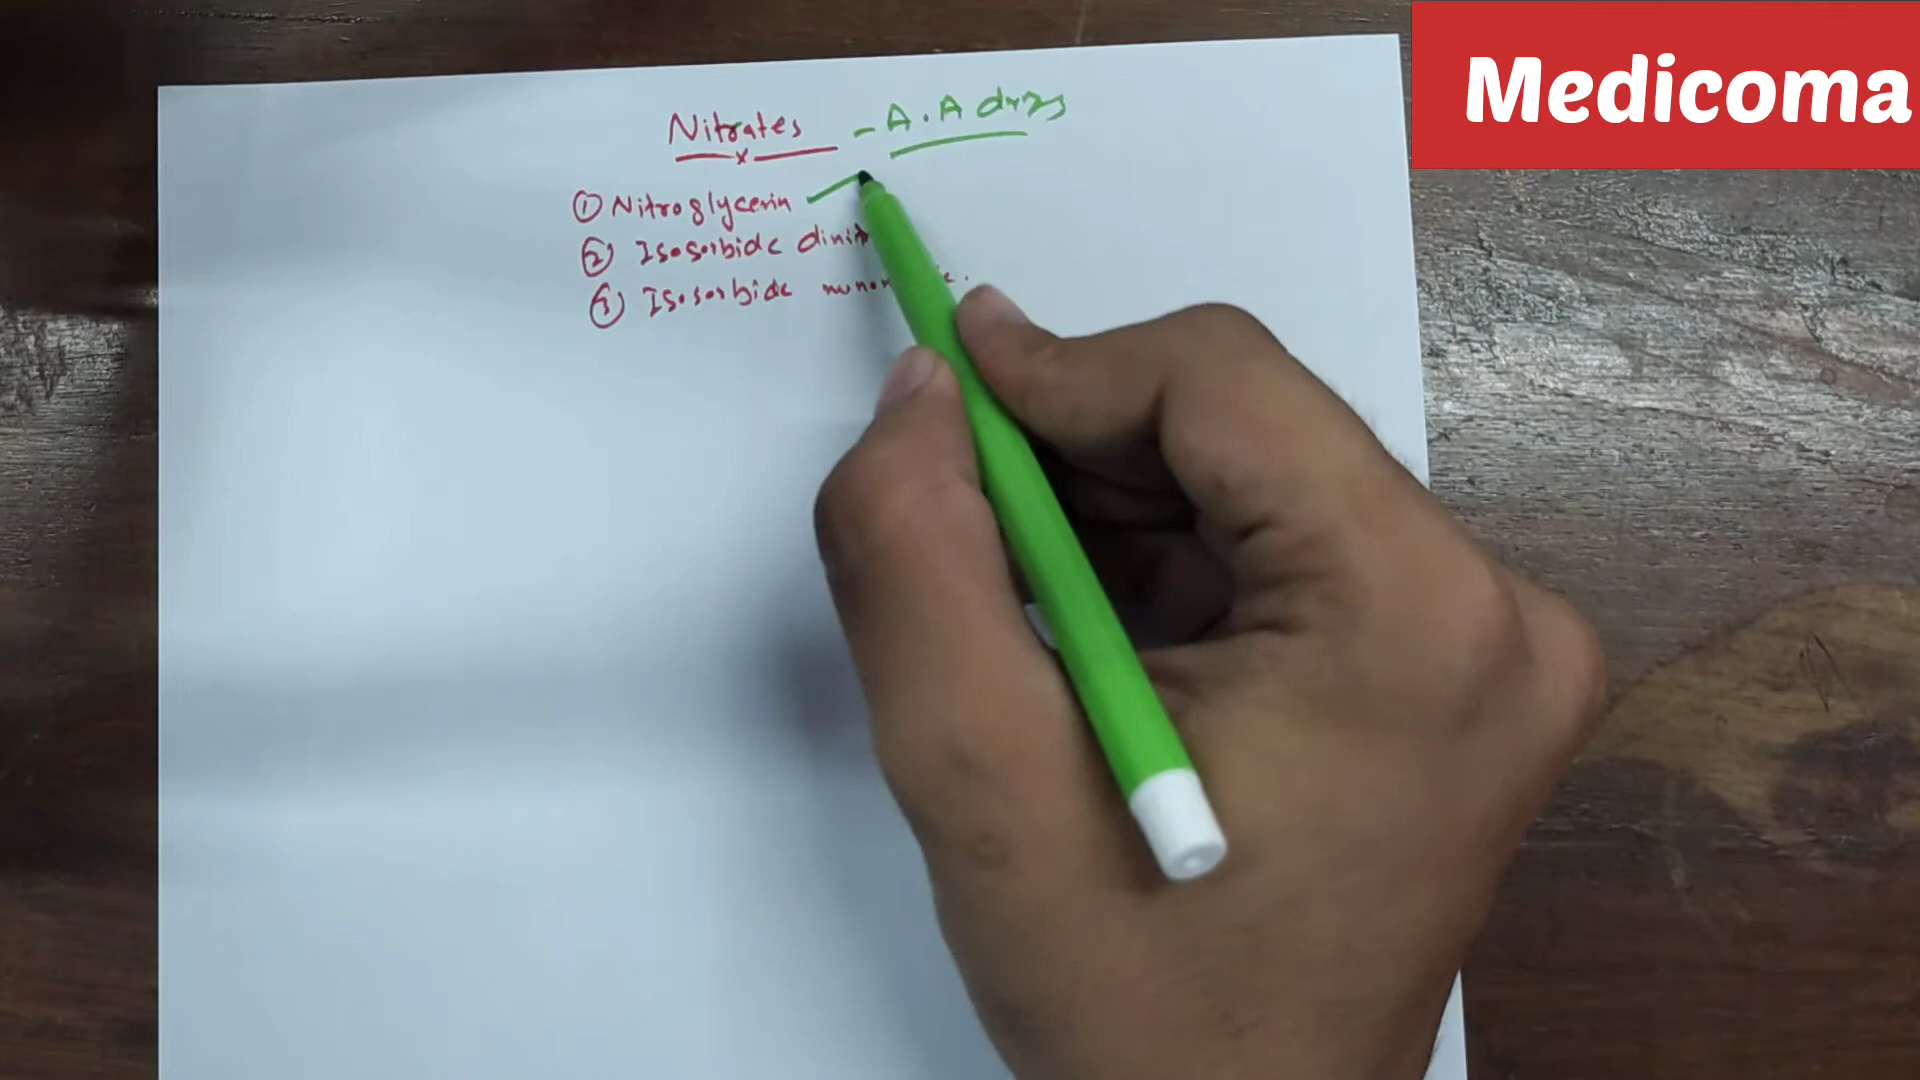 Medicoma
Nitrates - A.A drugs
① Nitroglycerin
② Isosorbide
③ Isosorbide